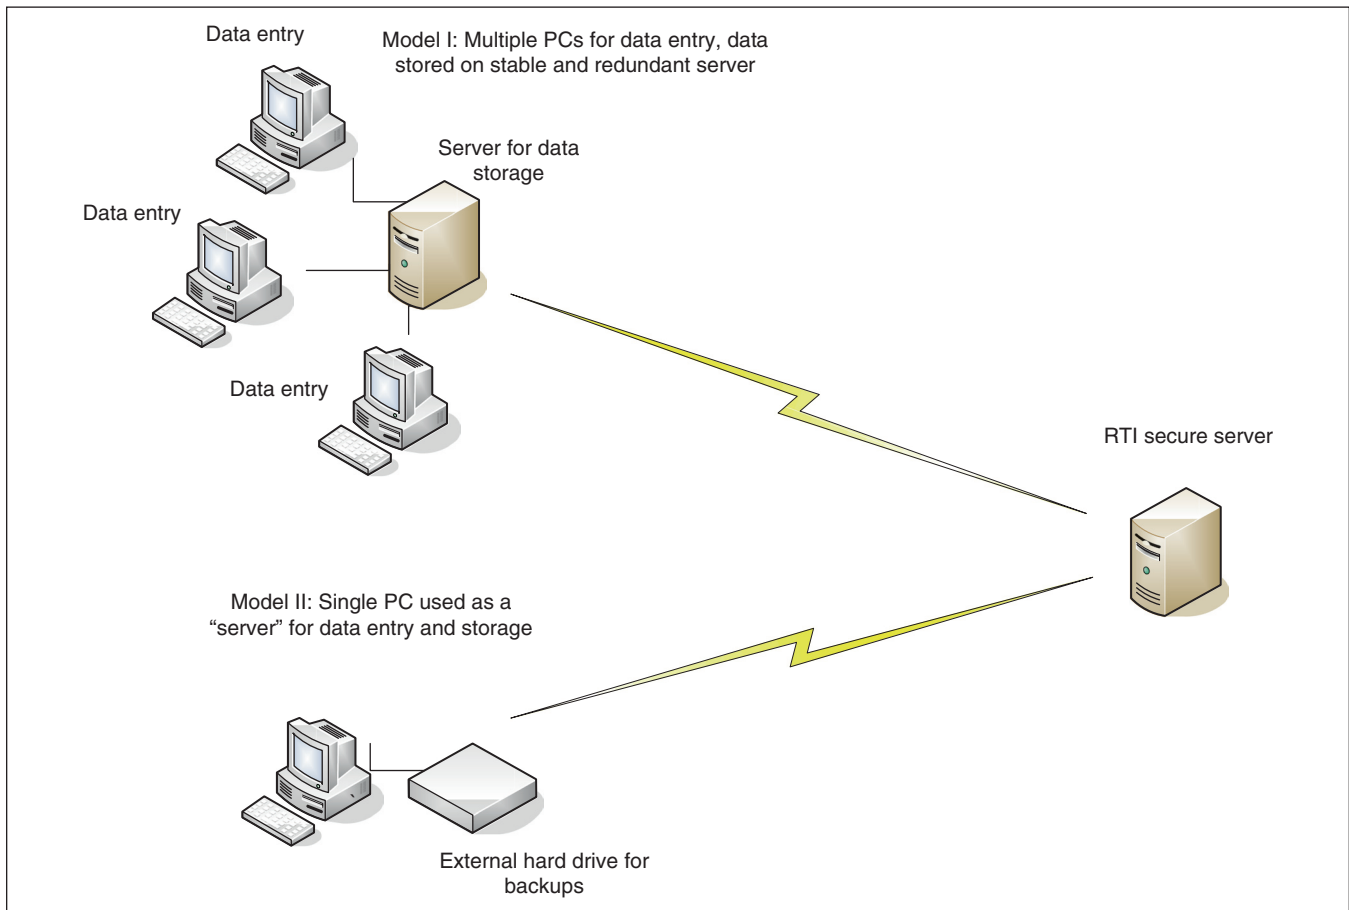 Data entry
Model I: Multiple PCs for data entry, data
stored on stable and redundant server
Server for data
storage
Data entry
Data entry
RTI secure server
Model II: Single PC used as a
“server” for data entry and storage
External hard drive for
backups